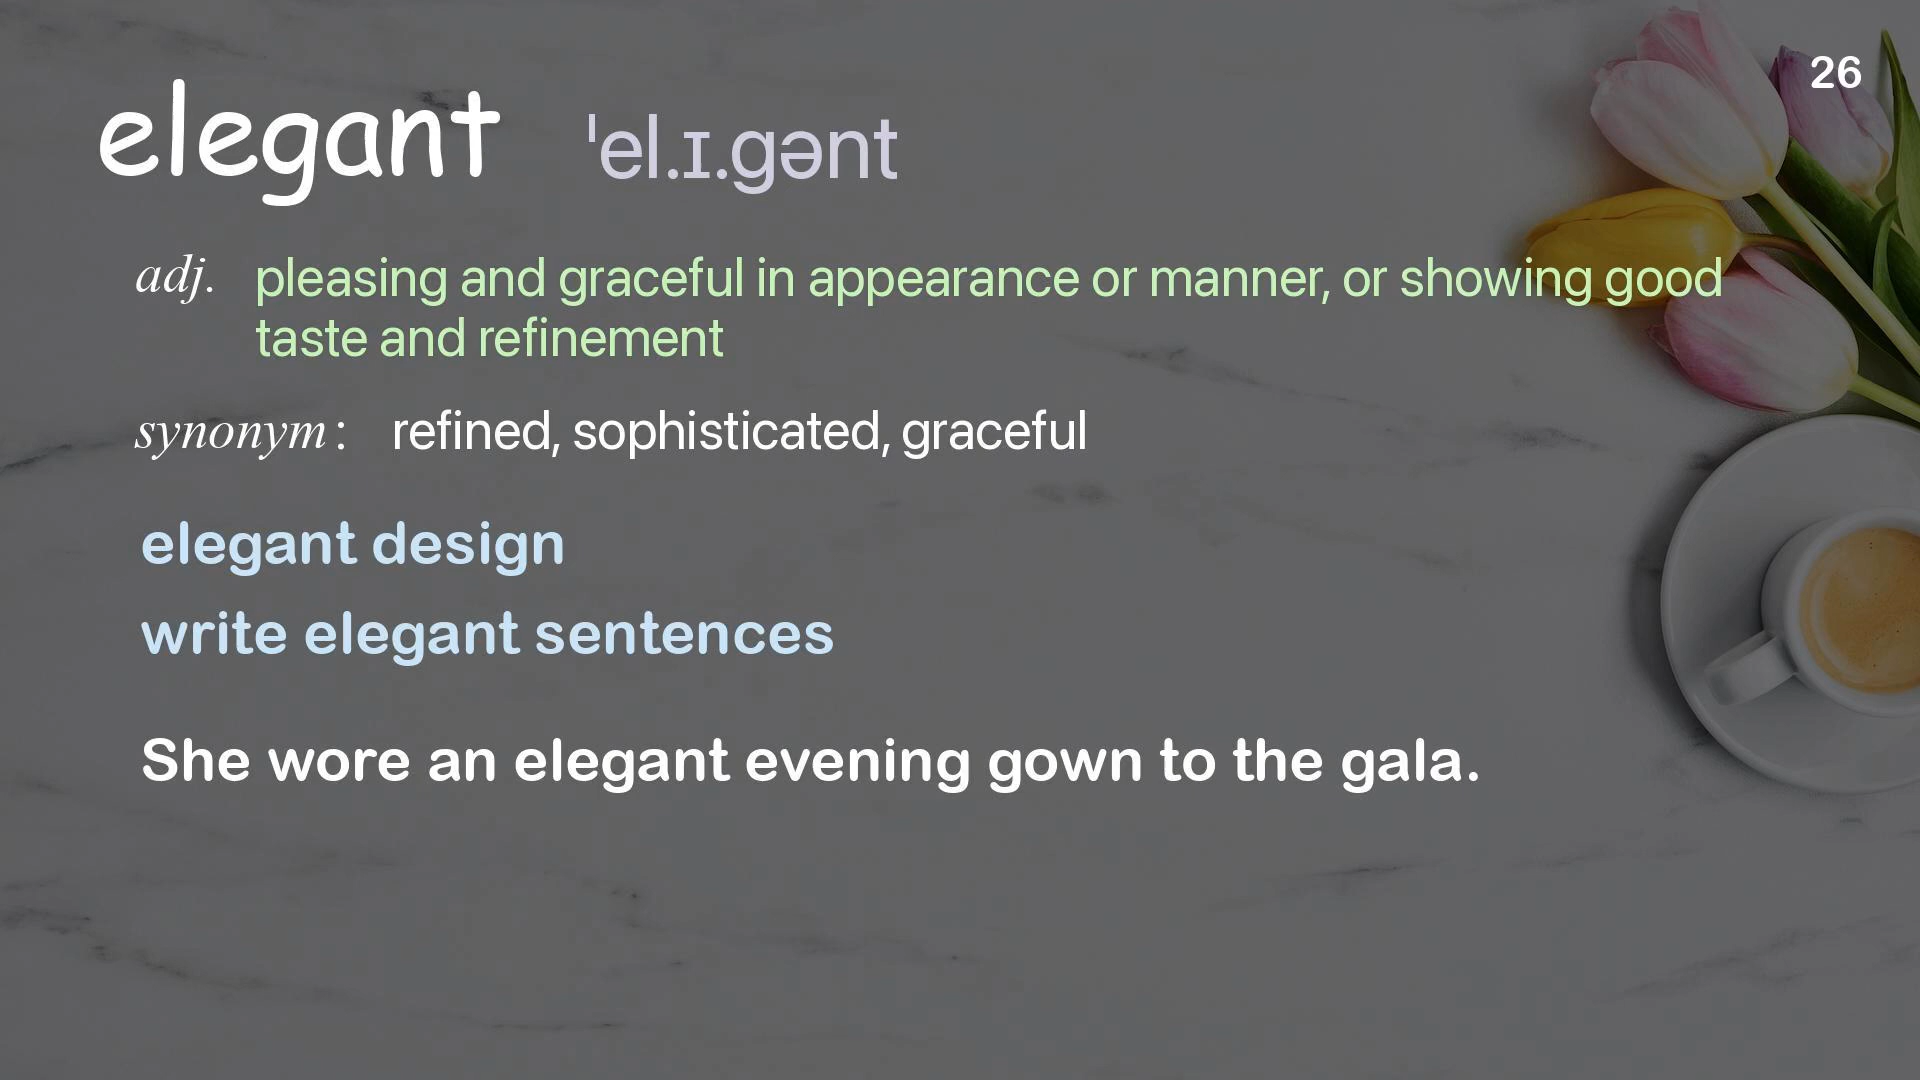 26
elegant ˈel.ɪ.gənt
adj. pleasing and graceful in appearance or manner, or showing good
taste and refinement
synonym : refined, sophisticated, graceful
elegant design
write elegant sentences
She wore an elegant evening gown to the gala.